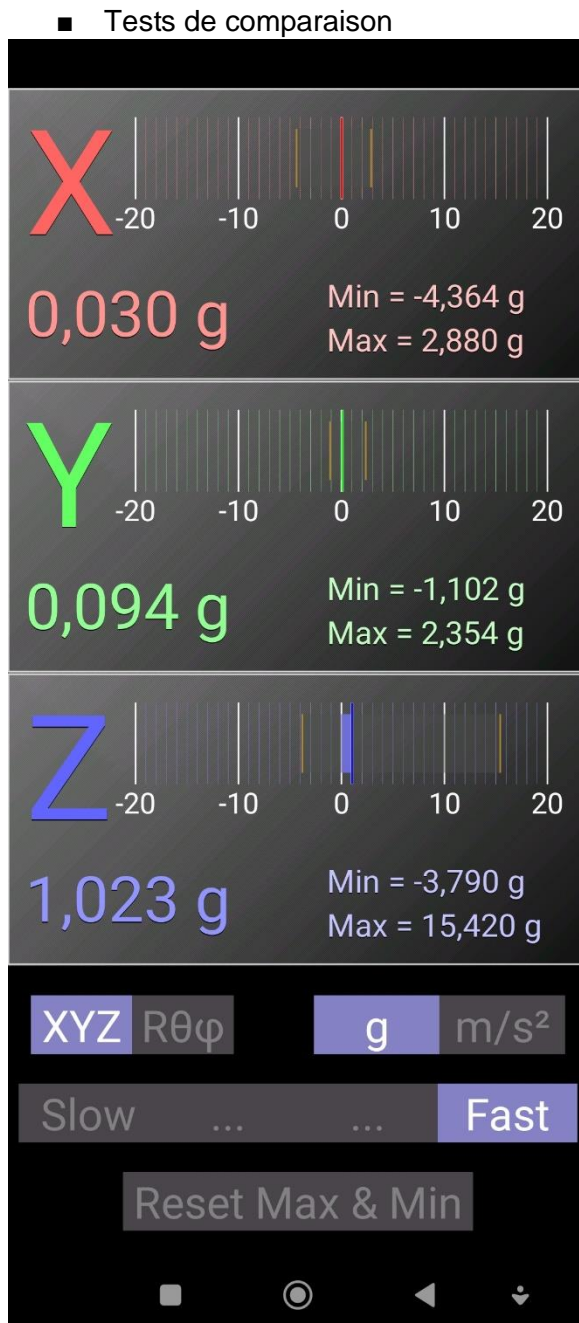 ■ Tests de comparaison
X
-20 -10 0 10 20
0,030 g
Min = -4,364 g
Max = 2,880 g
Y
-20 -10 0 10 20
0,094 g
Min = -1,102 g
Max = 2,354 g
Z
-20 -10 0 10 20
1,023 g
Min = -3,790 g
Max = 15,420 g
XYZ Rθφ g m/s²
Slow ... ... Fast
Reset Max & Min